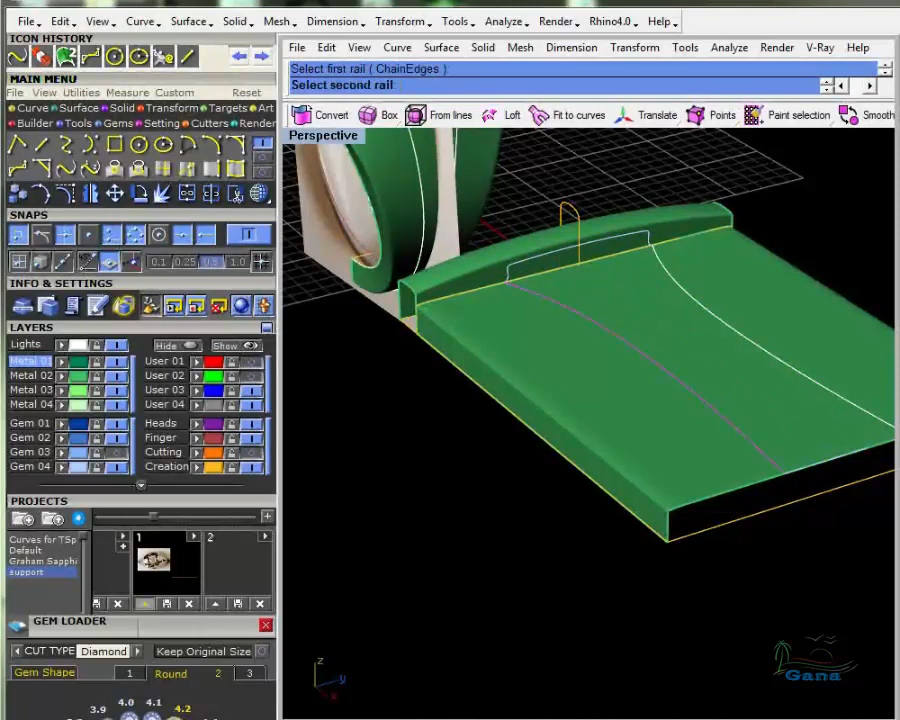 File Edit View Curve Surface Solid Mesh Dimension Transform Tools Analyze Render Rhino4.0 Help
ICON HISTORY
MAIN MENU
File View Utilities Measure Custom Reset
Curve Surface Solid Transform Targets Art
Builder Tools Gems Setting Cutters Render
SNAPS
0.1 0.25 0.5 1.0
INFO & SETTINGS
LAYERS
Lights Hide Show
Metal 01 User 01
Metal 02 User 02
Metal 03 User 03
Metal 04 User 04
Gem 01 Heads
Gem 02 Finger
Gem 03 Cutting
Gem 04 Creation
PROJECTS
Curves for TSp
Default
Graham Sapph
support
1 2
GEM LOADER
CUT TYPE Diamond Keep Original Size
Gem Shape 1 Round 2 3
3.9 4.0 4.1 4.2
File Edit View Curve Surface Solid Mesh Dimension Transform Tools Analyze Render V-Ray Help
Select first rail ( ChainEdges )
Select second rail
Convert Box From lines Loft Fit to curves Translate Points Paint selection Smooth
Perspective
z
y
x
Gana